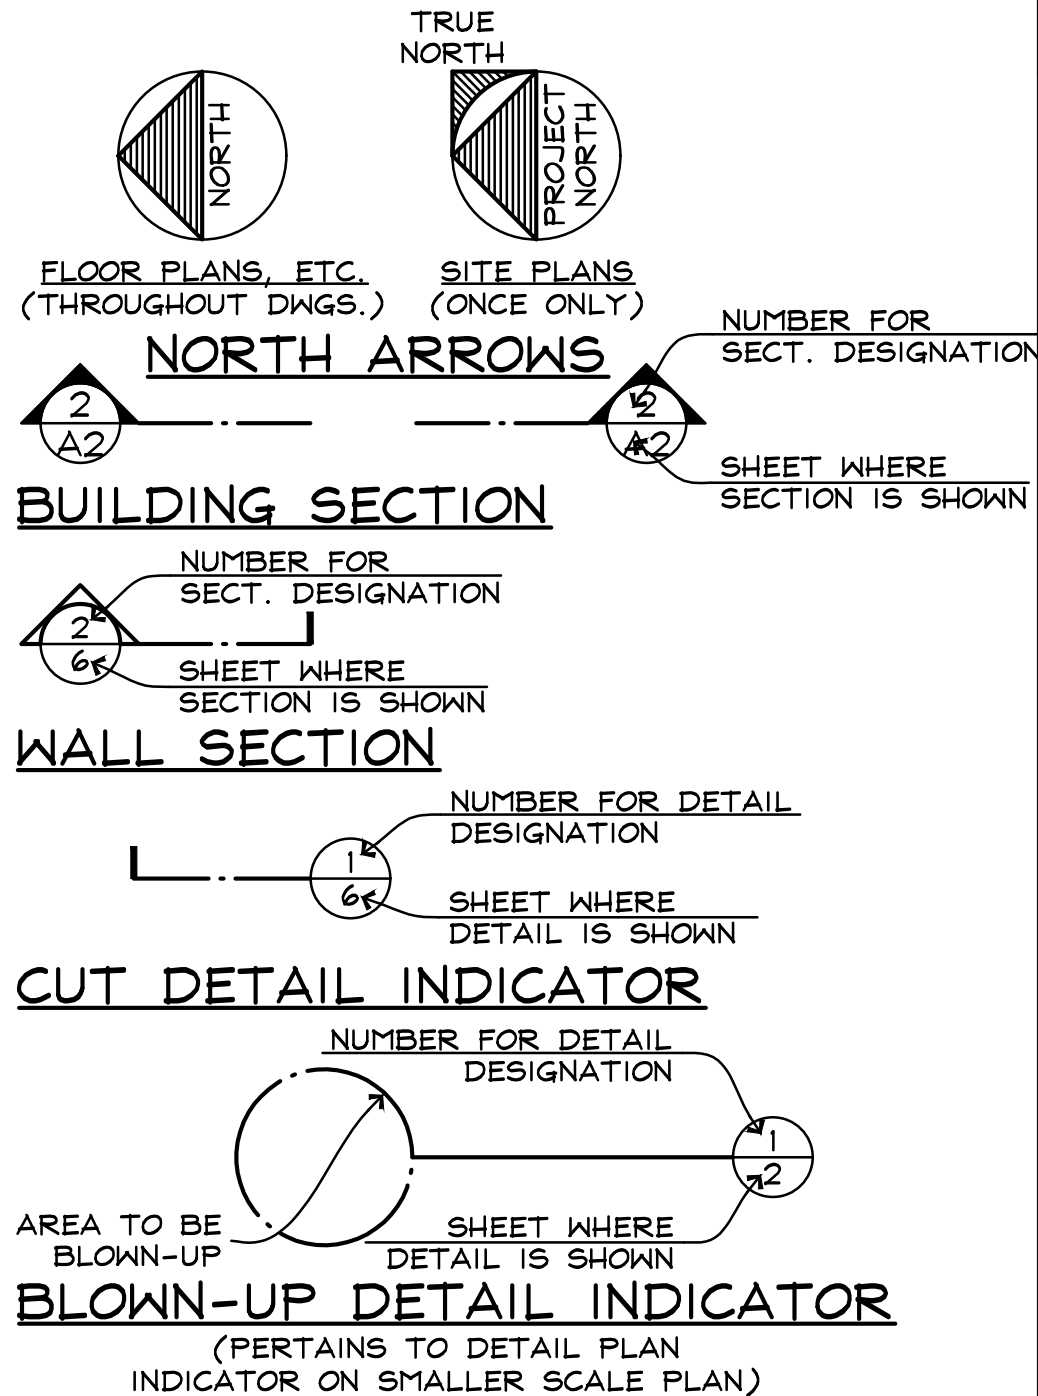 TRUE
NORTH
NORTH
PROJECT
NORTH
FLOOR PLANS, ETC.
(THROUGHOUT DWGS.)
SITE PLANS
(ONCE ONLY)
NORTH ARROWS
NUMBER FOR
SECT. DESIGNATION
2
A2
2
A2
SHEET WHERE
SECTION IS SHOWN
BUILDING SECTION
NUMBER FOR
SECT. DESIGNATION
2
6
SHEET WHERE
SECTION IS SHOWN
WALL SECTION
NUMBER FOR DETAIL
DESIGNATION
1
6
SHEET WHERE
DETAIL IS SHOWN
CUT DETAIL INDICATOR
NUMBER FOR DETAIL
DESIGNATION
1
2
AREA TO BE
BLOWN-UP
SHEET WHERE
DETAIL IS SHOWN
BLOWN-UP DETAIL INDICATOR
(PERTAINS TO DETAIL PLAN
INDICATOR ON SMALLER SCALE PLAN)